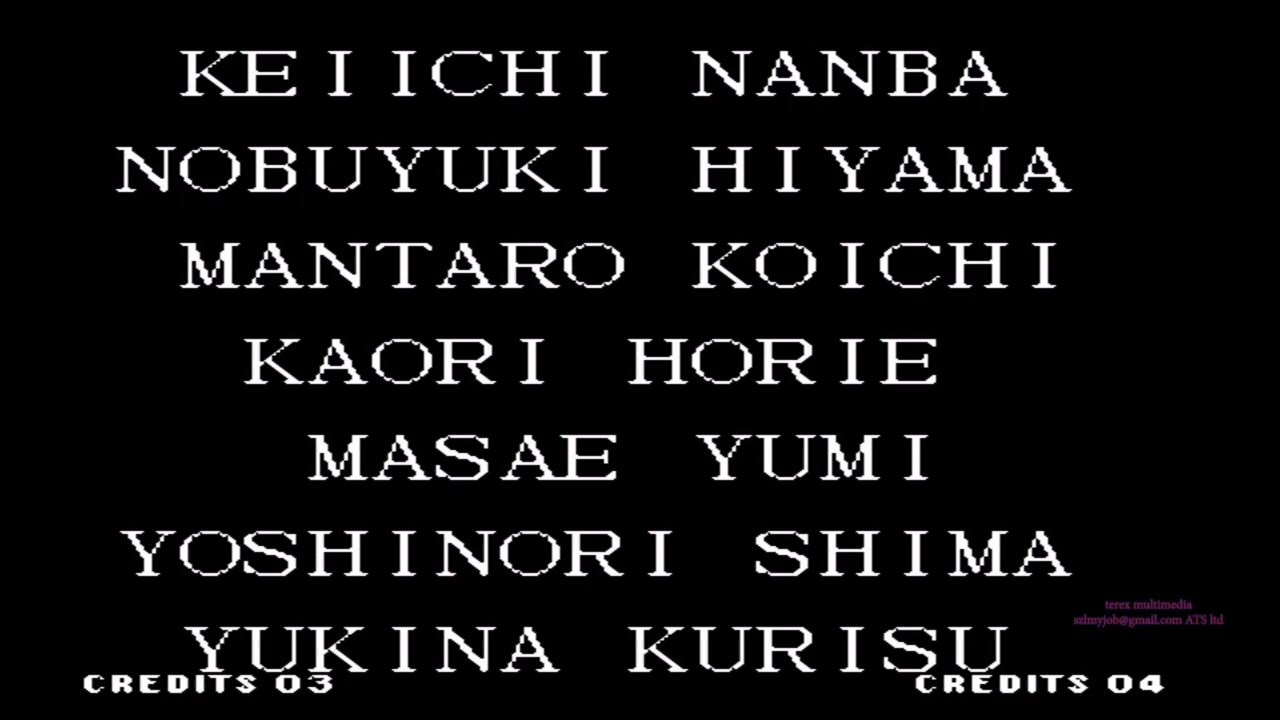 KEIICHI NANBA
NOBUYUKI HIYAMA
MANTARO KOICHI
KAORI HORIE
MASAE YUMI
YOSHINORI SHIMA
terex multimedia
szlmyjob@gmail.com ATS ltd
YUKINA KURISU
CREDITS 03
CREDITS 04